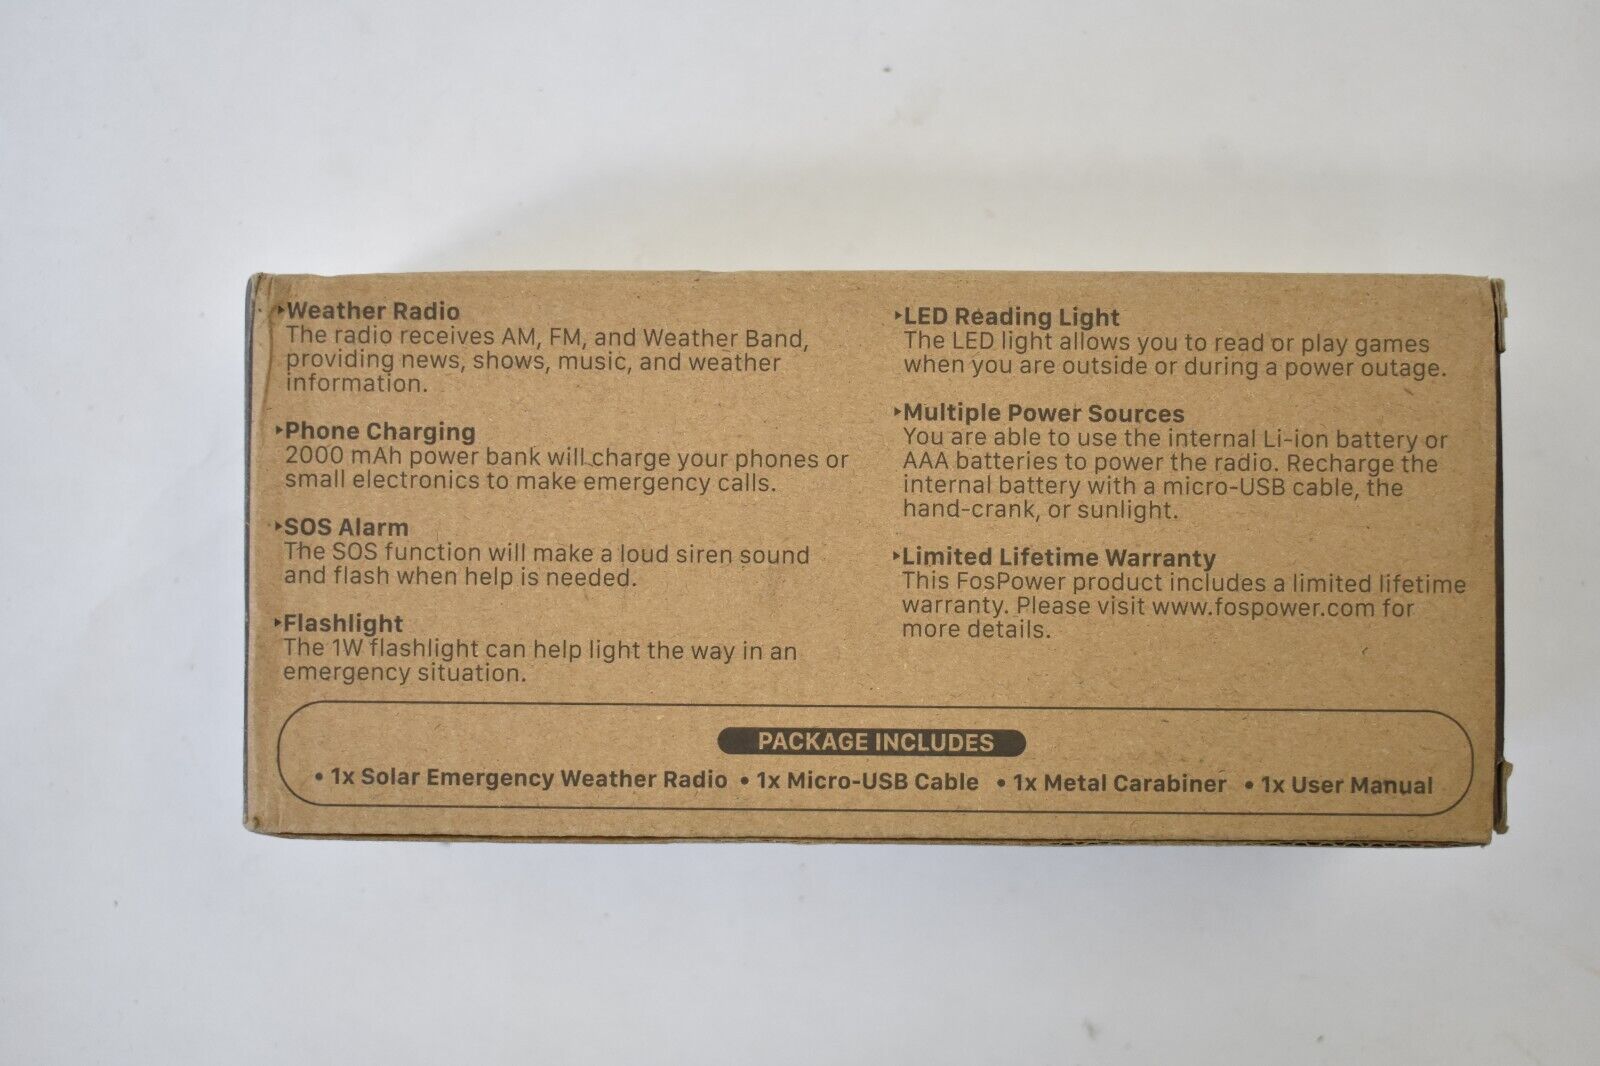 ▸Weather Radio
The radio receives AM, FM, and Weather Band,
providing news, shows, music, and weather
information.
▸Phone Charging
2000 mAh power bank will charge your phones or
small electronics to make emergency calls.
▸SOS Alarm
The SOS function will make a loud siren sound
and flash when help is needed.
▸Flashlight
The 1W flashlight can help light the way in an
emergency situation.
▸LED Reading Light
The LED light allows you to read or play games
when you are outside or during a power outage.
▸Multiple Power Sources
You are able to use the internal Li-ion battery or
AAA batteries to power the radio. Recharge the
internal battery with a micro-USB cable, the
hand-crank, or sunlight.
▸Limited Lifetime Warranty
This FosPower product includes a limited lifetime
warranty. Please visit www.fospower.com for
more details.
PACKAGE INCLUDES
• 1x Solar Emergency Weather Radio • 1x Micro-USB Cable • 1x Metal Carabiner • 1x User Manual